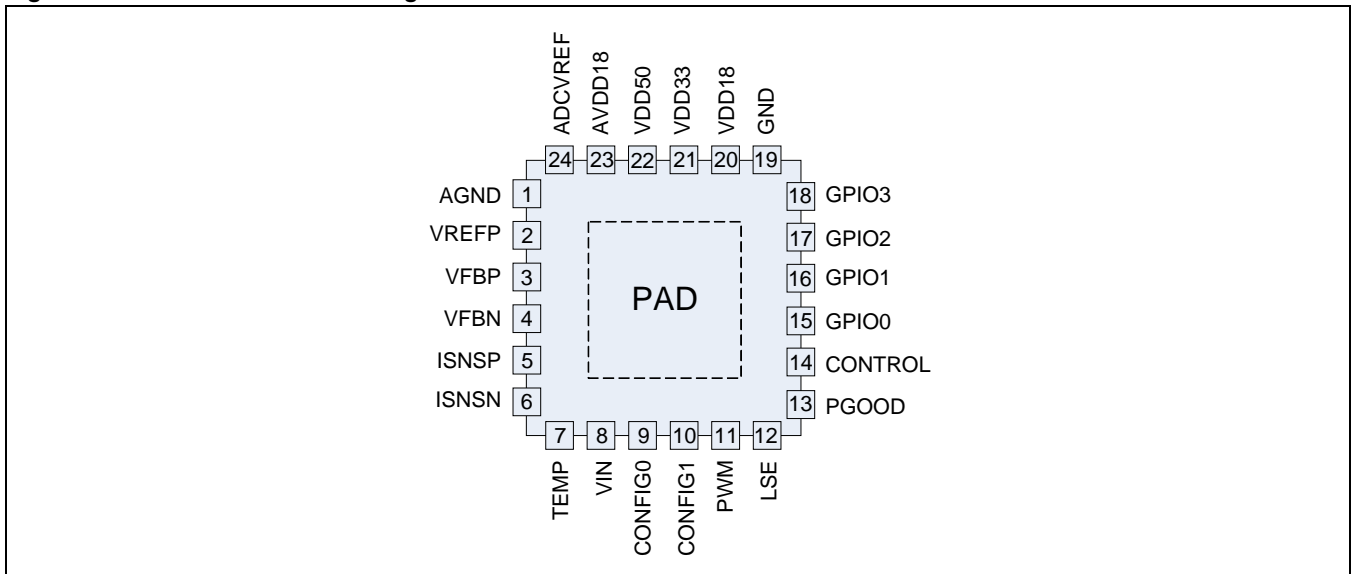 ADCVREF
AVDD18
VDD50
VDD33
VDD18
GND
24 23 22 21 20 19
AGND 1
VREFP 2
VFBP 3
VFBN 4
ISNSP 5
ISNSN 6
PAD
18 GPIO3
17 GPIO2
16 GPIO1
15 GPIO0
14 CONTROL
13 PGOOD
7 8 9 10 11 12
TEMP
VIN
CONFIG0
CONFIG1
PWM
LSE